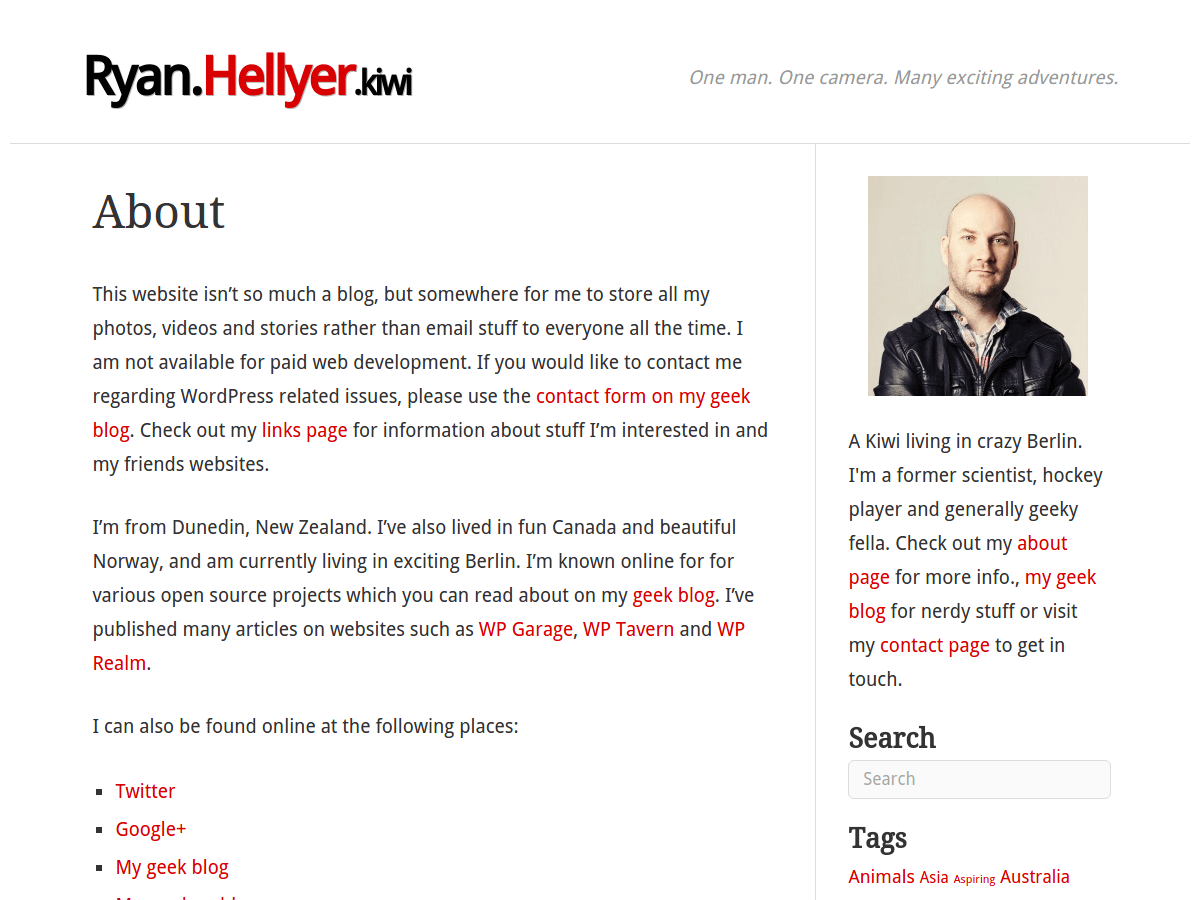 Ryan.Hellyer.kiwi
One man. One camera. Many exciting adventures.
About
This website isn’t so much a blog, but somewhere for me to store all my
photos, videos and stories rather than email stuff to everyone all the time. I
am not available for paid web development. If you would like to contact me
regarding WordPress related issues, please use the contact form on my geek
blog. Check out my links page for information about stuff I’m interested in and
my friends websites.
I’m from Dunedin, New Zealand. I’ve also lived in fun Canada and beautiful
Norway, and am currently living in exciting Berlin. I’m known online for for
various open source projects which you can read about on my geek blog. I’ve
published many articles on websites such as WP Garage, WP Tavern and WP
Realm.
I can also be found online at the following places:
Twitter
Google+
My geek blog
A Kiwi living in crazy Berlin.
I'm a former scientist, hockey
player and generally geeky
fella. Check out my about
page for more info., my geek
blog for nerdy stuff or visit
my contact page to get in
touch.
Search
Search
Tags
Animals Asia Aspiring Australia